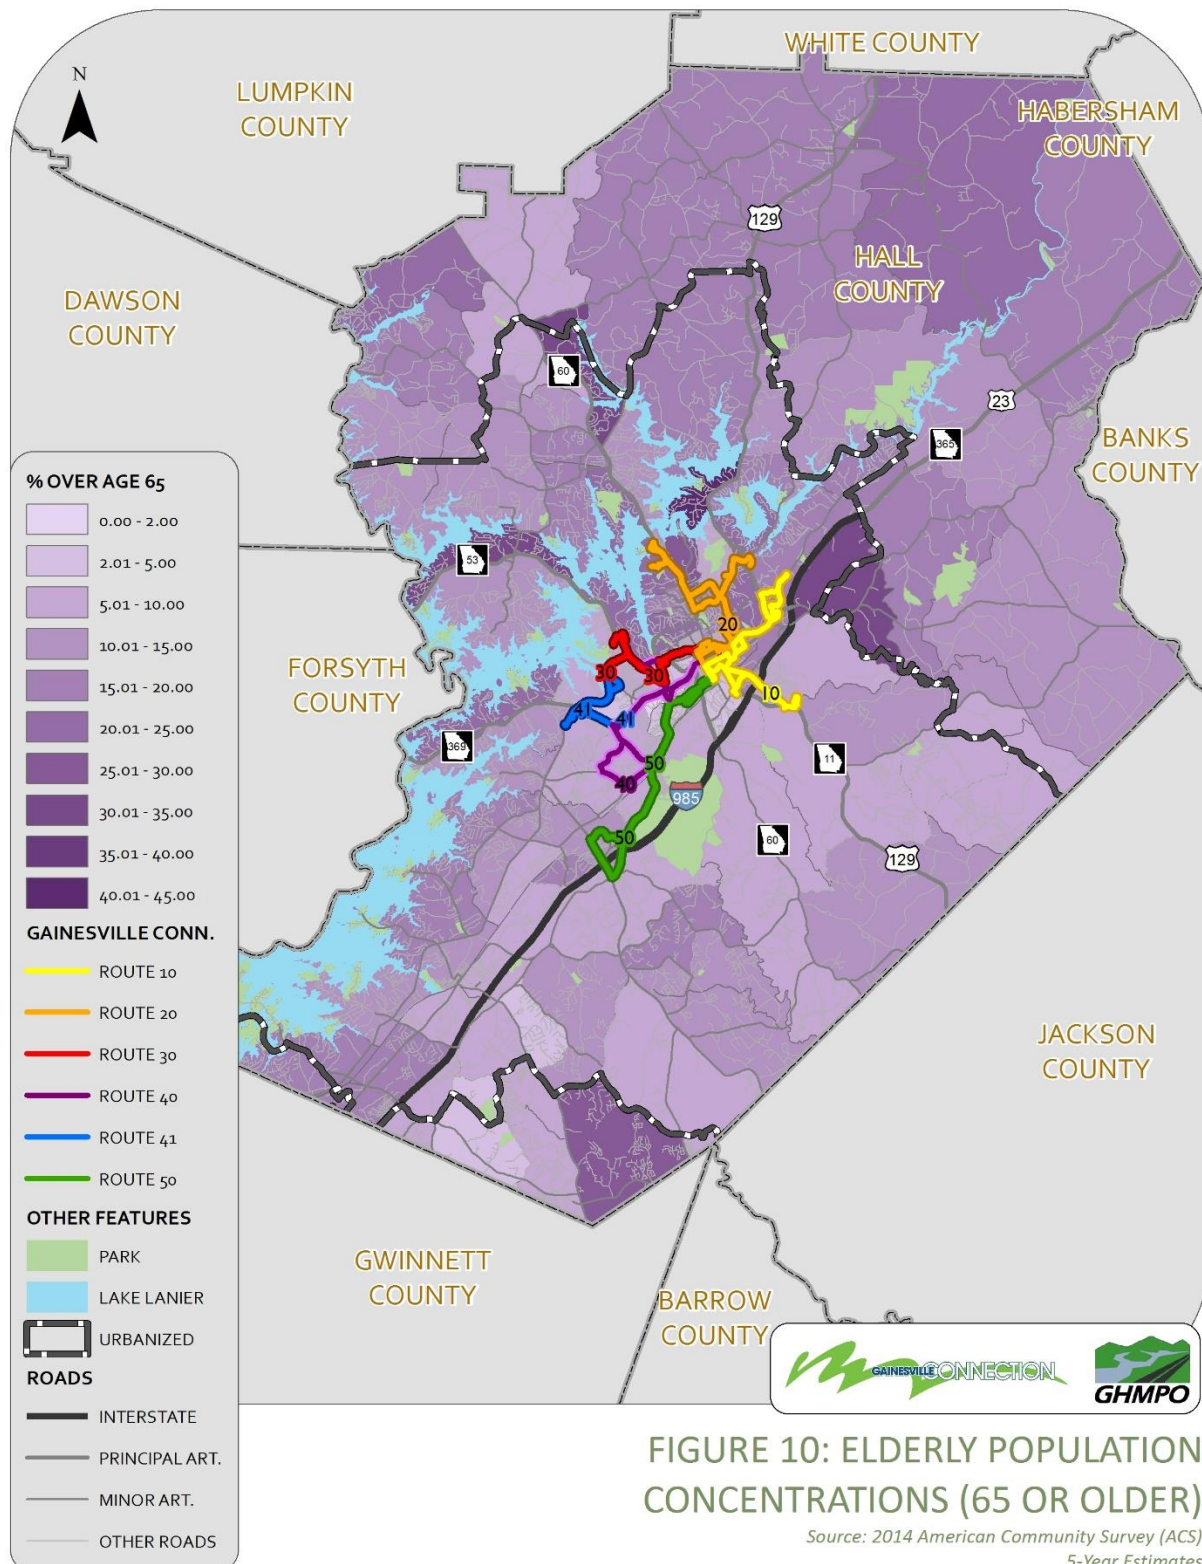 WHITE COUNTY
LUMPKIN
COUNTY
HABERSHAM
COUNTY
N
129
HALL
COUNTY
DAWSON
COUNTY
60
23
365
BANKS
COUNTY
53
FORSYTH
COUNTY
20
30
30
10
41
41
369
50
40
11
985
50
60
129
JACKSON
COUNTY
GWINNETT
COUNTY
BARROW
COUNTY
% OVER AGE 65
0.00 - 2.00
2.01 - 5.00
5.01 - 10.00
10.01 - 15.00
15.01 - 20.00
20.01 - 25.00
25.01 - 30.00
30.01 - 35.00
35.01 - 40.00
40.01 - 45.00
GAINESVILLE CONN.
ROUTE 10
ROUTE 20
ROUTE 30
ROUTE 40
ROUTE 41
ROUTE 50
OTHER FEATURES
PARK
LAKE LANIER
URBANIZED
ROADS
INTERSTATE
PRINCIPAL ART.
MINOR ART.
OTHER ROADS
GAINESVILLE CONNECTION
GHMPO
FIGURE 10: ELDERLY POPULATION
CONCENTRATIONS (65 OR OLDER)
Source: 2014 American Community Survey (ACS)
5-Year Estimates